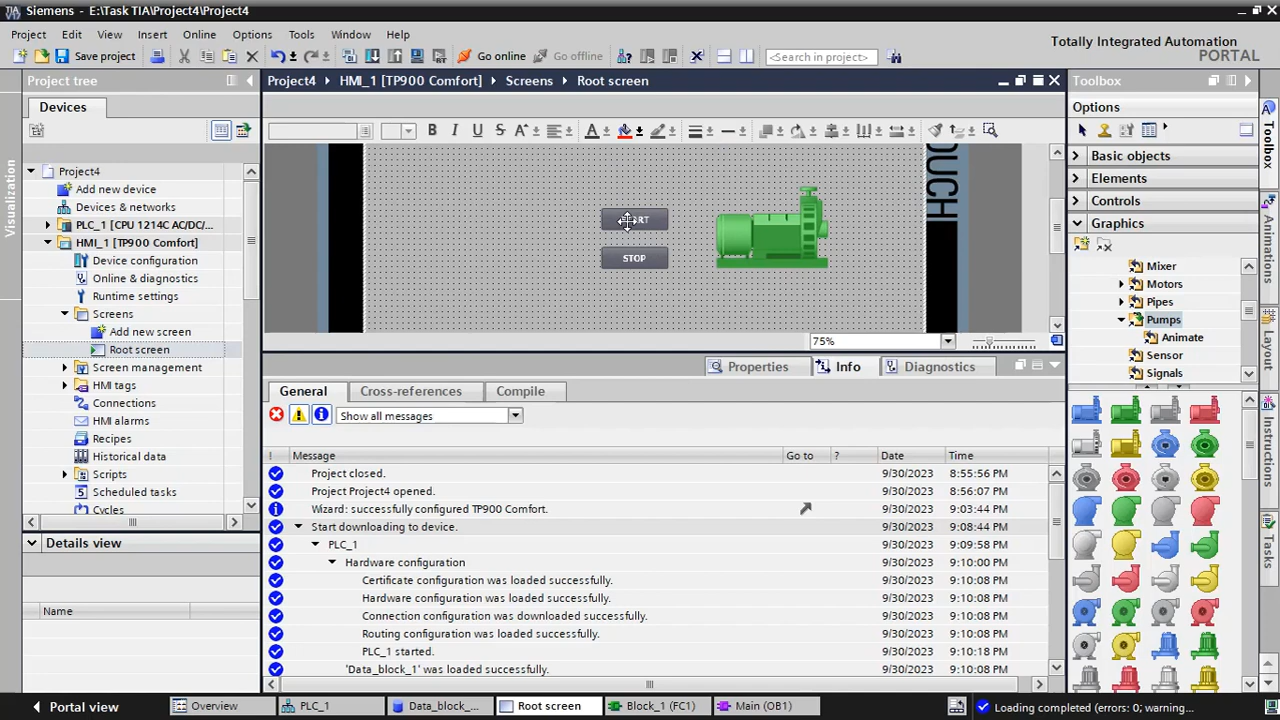 Siemens - E:\Task TIA\Project4\Project4
Project Edit View Insert Online Options Tools Window Help
Totally Integrated Automation
PORTAL
Save project
Go online
Go offline
<Search in project>
Project tree
Project4 HMI_1 [TP900 Comfort] Screens Root screen
Toolbox
Devices
Options
Visualization
B I U S A A
Project4
Add new device
Devices & networks
PLC_1 [CPU 1214C AC/DC/...
HMI_1 [TP900 Comfort]
Device configuration
Online & diagnostics
Runtime settings
Screens
Add new screen
Root screen
Screen management
HMI tags
Connections
HMI alarms
Recipes
Historical data
Scripts
Scheduled tasks
Cycles
Details view
Name
OUCH
STOP
75%
Properties Info Diagnostics
General Cross-references Compile
Show all messages
! Message Go to ? Date Time
Project closed. 9/30/2023 8:55:56 PM
Project Project4 opened. 9/30/2023 8:56:07 PM
Wizard: successfully configured TP900 Comfort. 9/30/2023 9:03:44 PM
Start downloading to device. 9/30/2023 9:08:44 PM
PLC_1 9/30/2023 9:09:58 PM
Hardware configuration 9/30/2023 9:10:00 PM
Certificate configuration was loaded successfully. 9/30/2023 9:10:08 PM
Hardware configuration was loaded successfully. 9/30/2023 9:10:08 PM
Connection configuration was downloaded successfully. 9/30/2023 9:10:08 PM
Routing configuration was loaded successfully. 9/30/2023 9:10:08 PM
PLC_1 started. 9/30/2023 9:10:18 PM
'Data_block_1' was loaded successfully. 9/30/2023 9:10:08 PM
Basic objects
Elements
Controls
Graphics
Mixer
Motors
Pipes
Pumps
Animate
Sensor
Signals
Toolbox
Animations
Layout
Instructions
Tasks
Portal view
Overview
PLC_1
Data_block_...
Root screen
Block_1 (FC1)
Main (OB1)
Loading completed (errors: 0; warning...